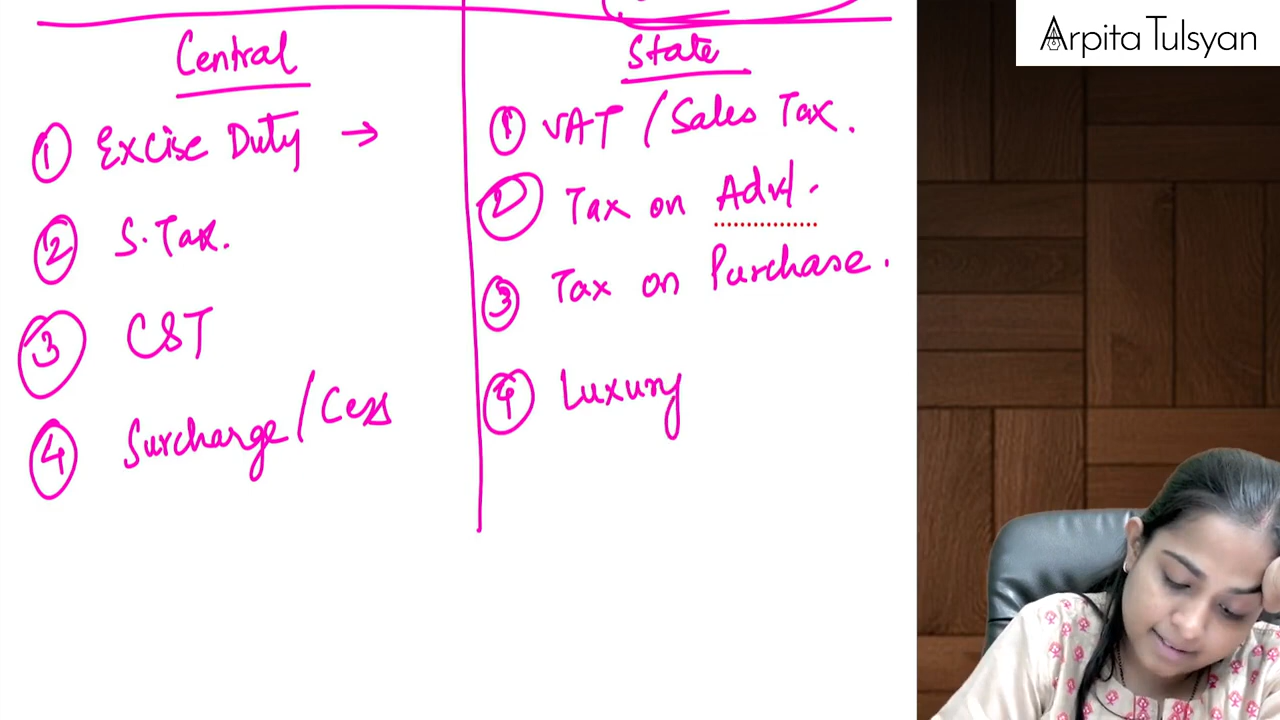 Arpita Tulsyan
Central
① Excise Duty →
② S. Tax.
③ CST
④ Surcharge / Cess
State
① VAT / Sales Tax.
② Tax on Advt.
③ Tax on Purchase.
④ Luxury